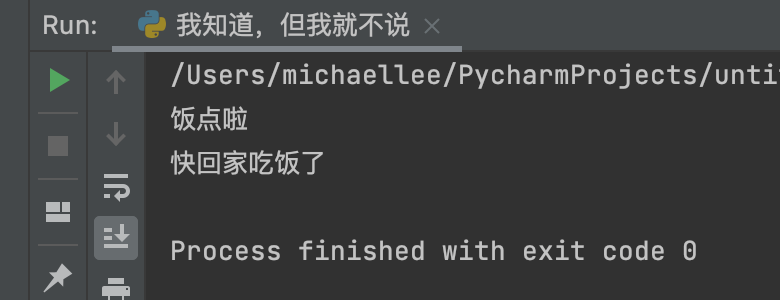 Run: 我知道，但我就不说
/Users/michaellee/PycharmProjects/unti
饭点啦
快回家吃饭了
Process finished with exit code 0